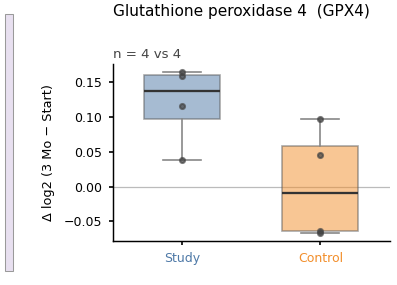 Glutathione peroxidase 4  (GPX4)
n = 4 vs 4
Δ log2 (3 Mo − Start)
0.15
0.10
0.05
0.00
−0.05
Study
Control